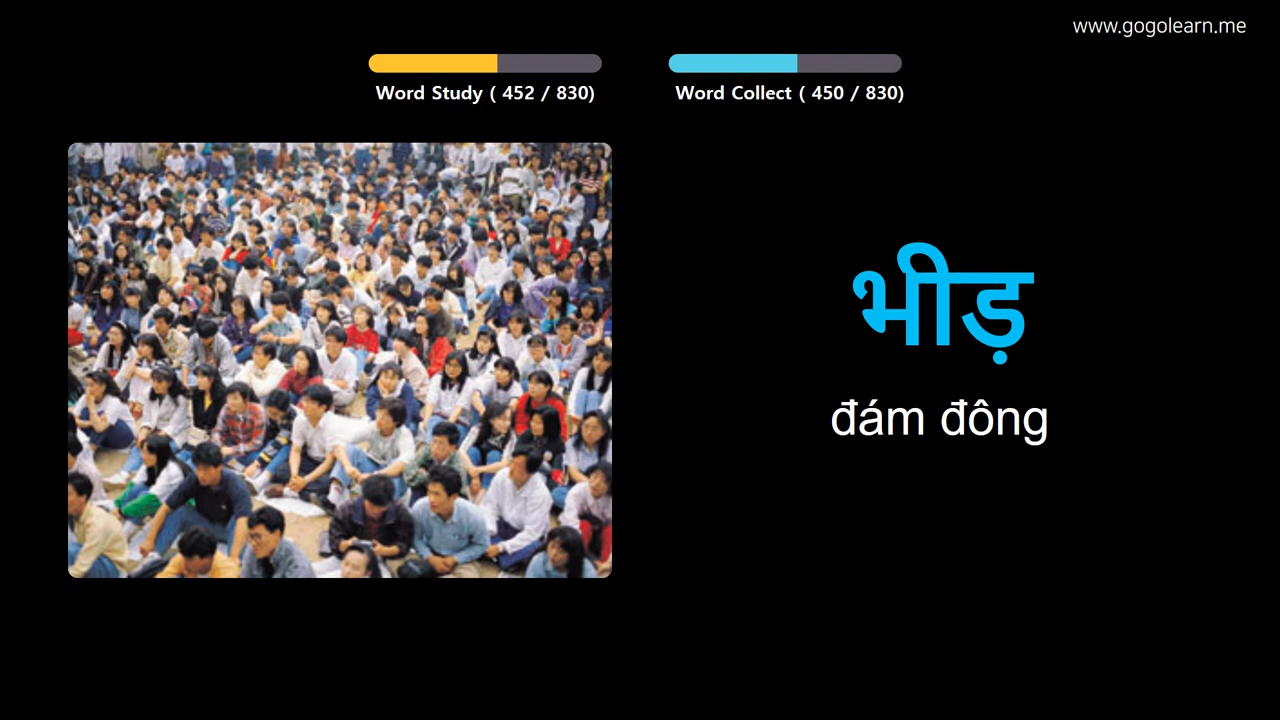 www.gogolearn.me
Word Study ( 452 / 830)
Word Collect ( 450 / 830)
भीड़
đám đông